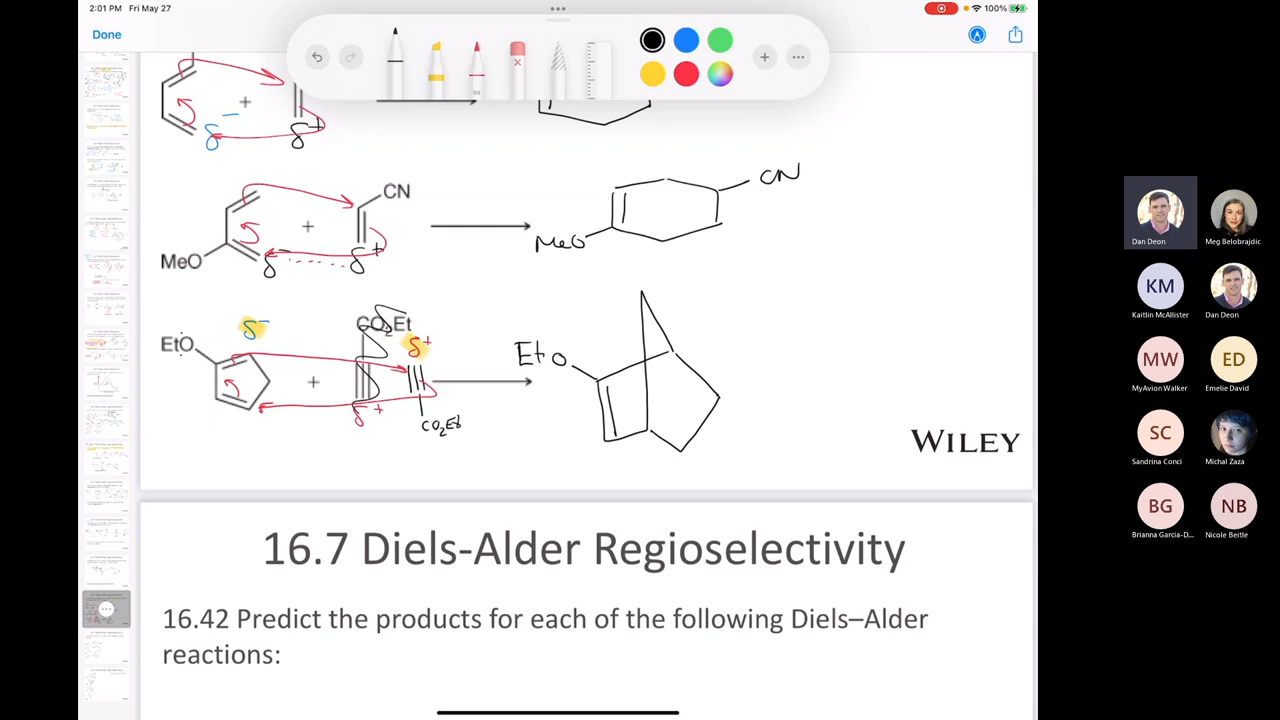 2:01 PM Fri May 27
100%
Done
δ-
δ+
CN
MeO
δ-
δ+
CN
MeO
CO₂Et
EtO
δ-
δ+
δ+
CO₂Et
EtO
WILEY
16.7 Diels-Alder Regioselectivity
16.42 Predict the products for each of the following Diels–Alder
reactions:
Dan Deon
Meg Belobrajdic
KM
Kaitlin McAllister
Dan Deon
MW
MyAvion Walker
ED
Emelie David
SC
Sandrina Conci
Michal Zaza
BG
Brianna Garcia-D...
NB
Nicole Beitle